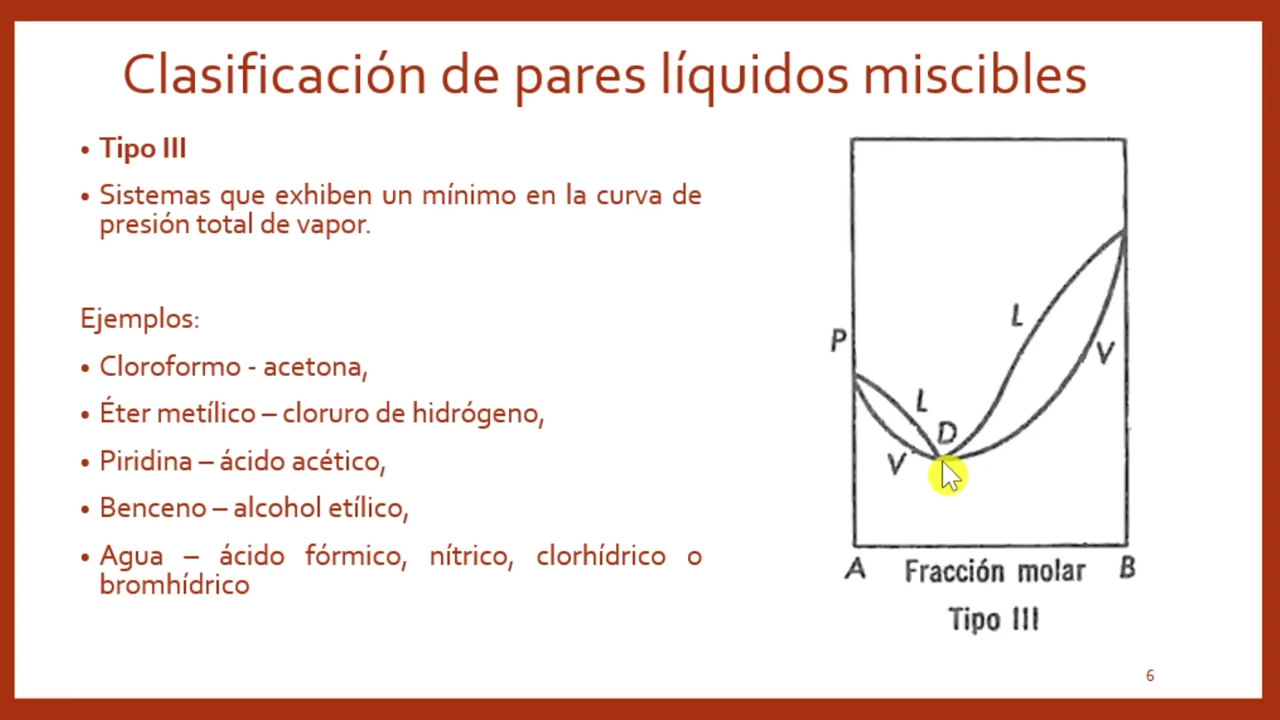 Clasificación de pares líquidos miscibles
• Tipo III
• Sistemas que exhiben un mínimo en la curva de
presión total de vapor.
Ejemplos:
• Cloroformo - acetona,
• Éter metílico – cloruro de hidrógeno,
• Piridina – ácido acético,
• Benceno – alcohol etílico,
• Agua – ácido fórmico, nítrico, clorhídrico o
bromhídrico
P
L
V
L
D
V
A Fracción molar B
Tipo III
6